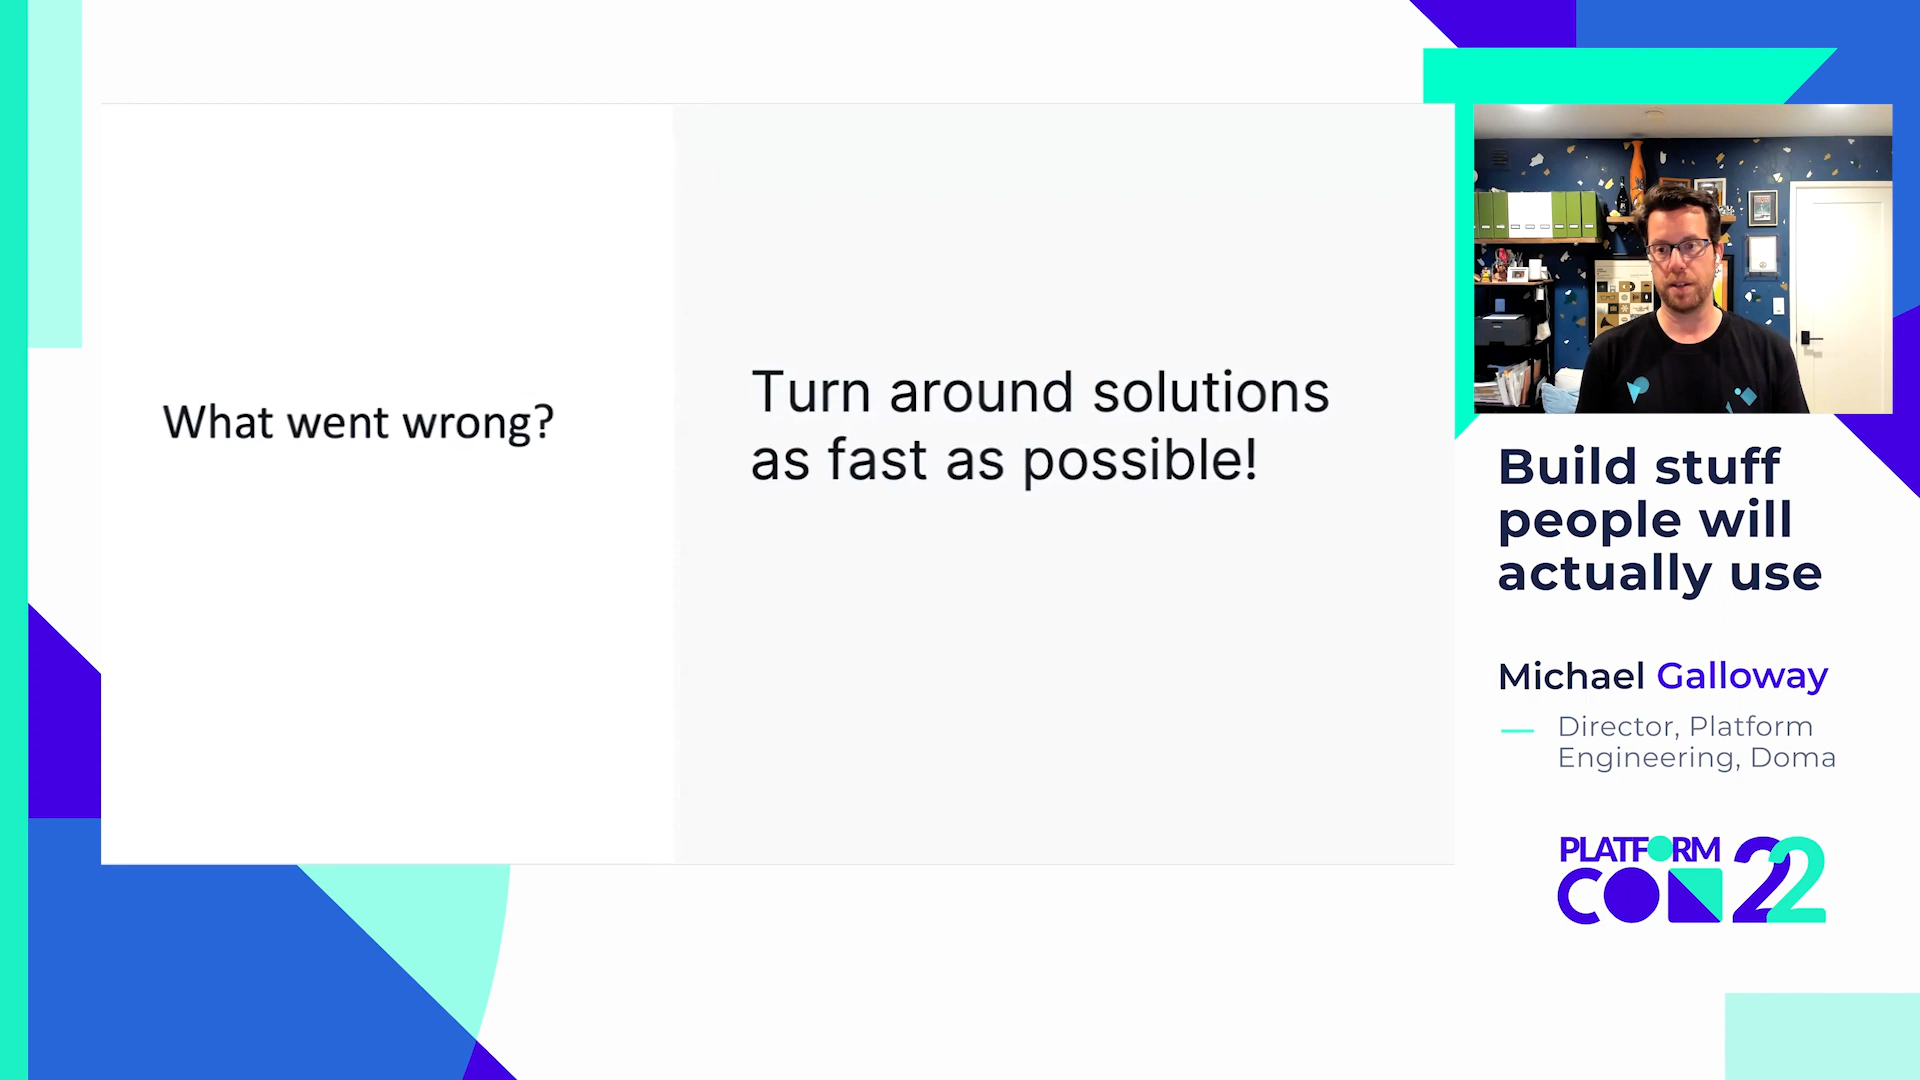 What went wrong?
Turn around solutions
as fast as possible!
Build stuff
people will
actually use
Michael Galloway
Director, Platform
Engineering, Doma
PLATFORM
CON 22